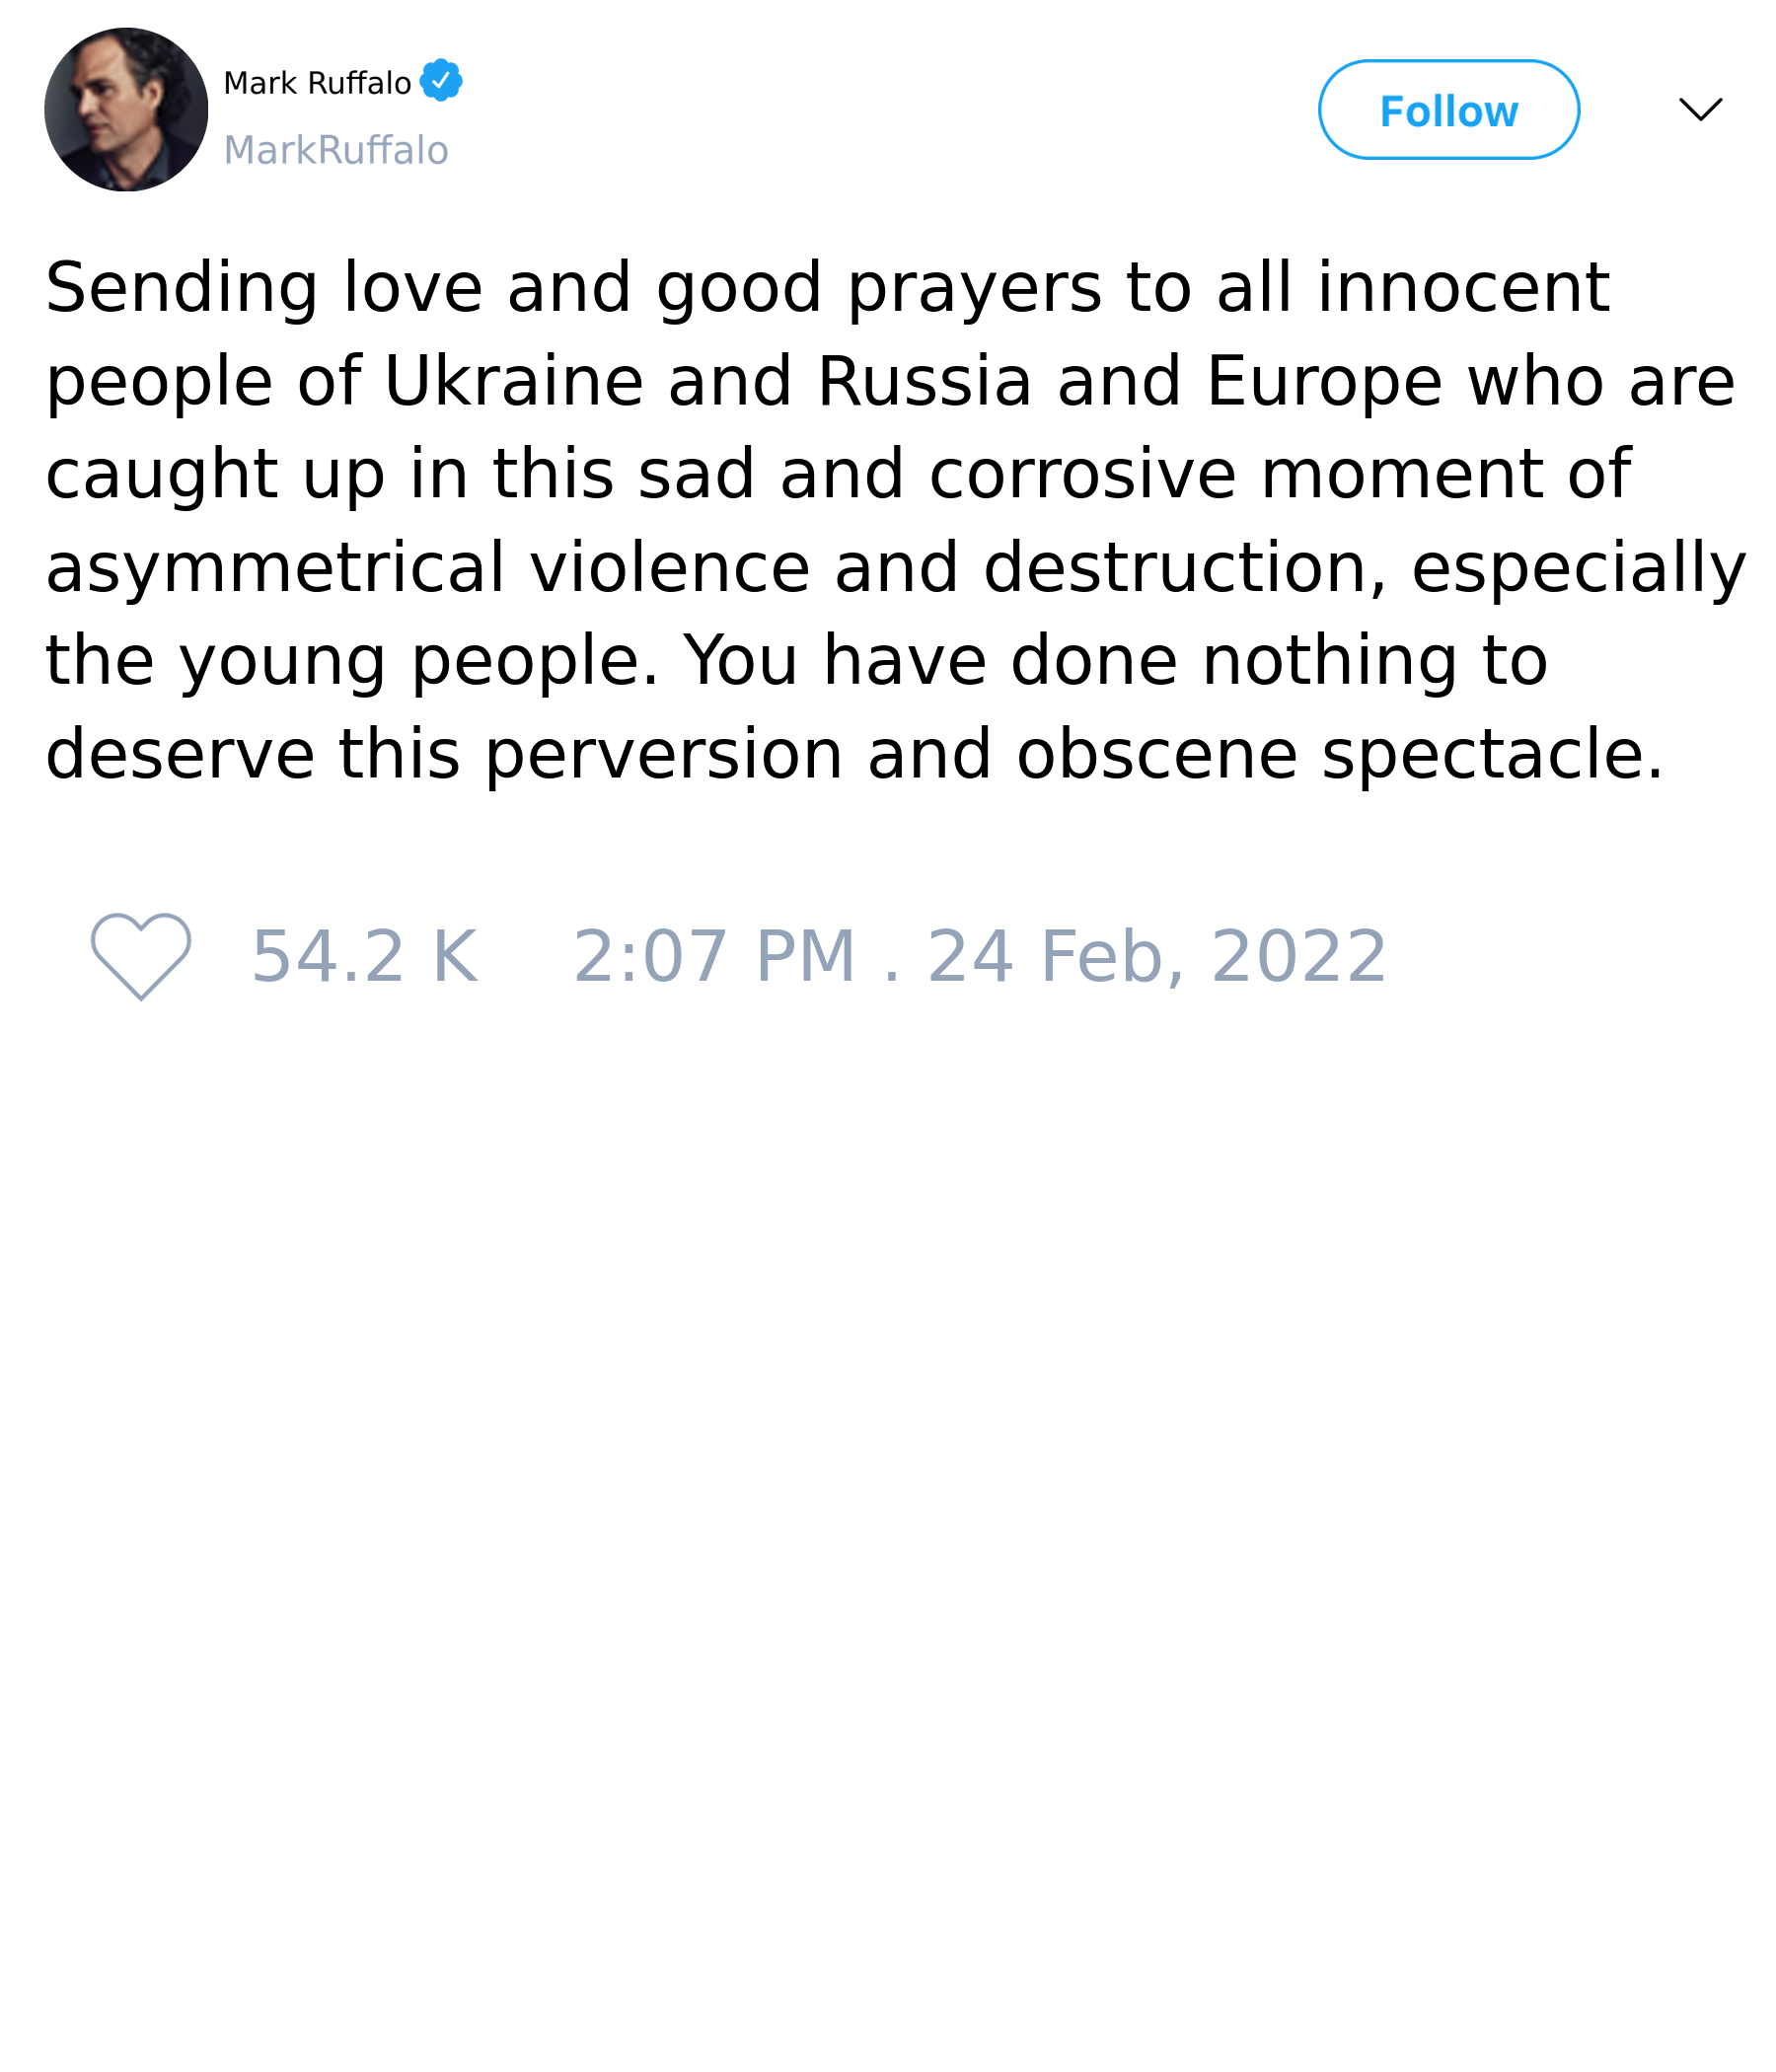 Mark Ruffalo
MarkRuffalo
Follow
Sending love and good prayers to all innocent
people of Ukraine and Russia and Europe who are
caught up in this sad and corrosive moment of
asymmetrical violence and destruction, especially
the young people. You have done nothing to
deserve this perversion and obscene spectacle.
54.2 K 2:07 PM . 24 Feb, 2022